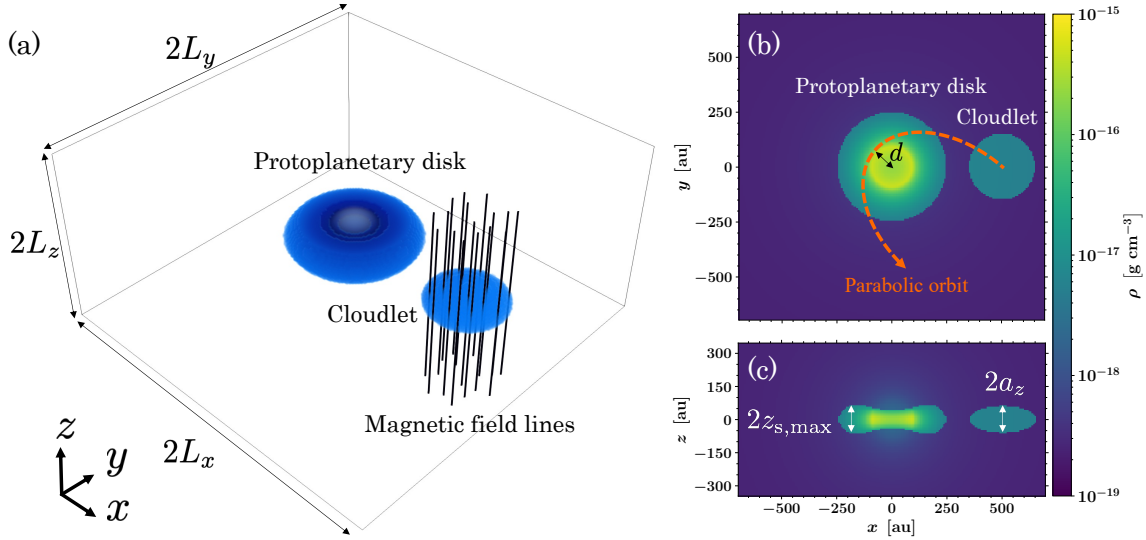 (a)
2L_y
Protoplanetary disk
2L_z
Cloudlet
Magnetic field lines
2L_x
z
y
x
(b)
Protoplanetary disk
Cloudlet
d
Parabolic orbit
500
250
0
−250
−500
y [au]
(c)
2a_z
2z_{s,max}
300
150
0
−150
−300
z [au]
−500 −250 0 250 500
x [au]
10^{−15}
10^{−16}
10^{−17}
10^{−18}
10^{−19}
ρ [g cm^{−3}]